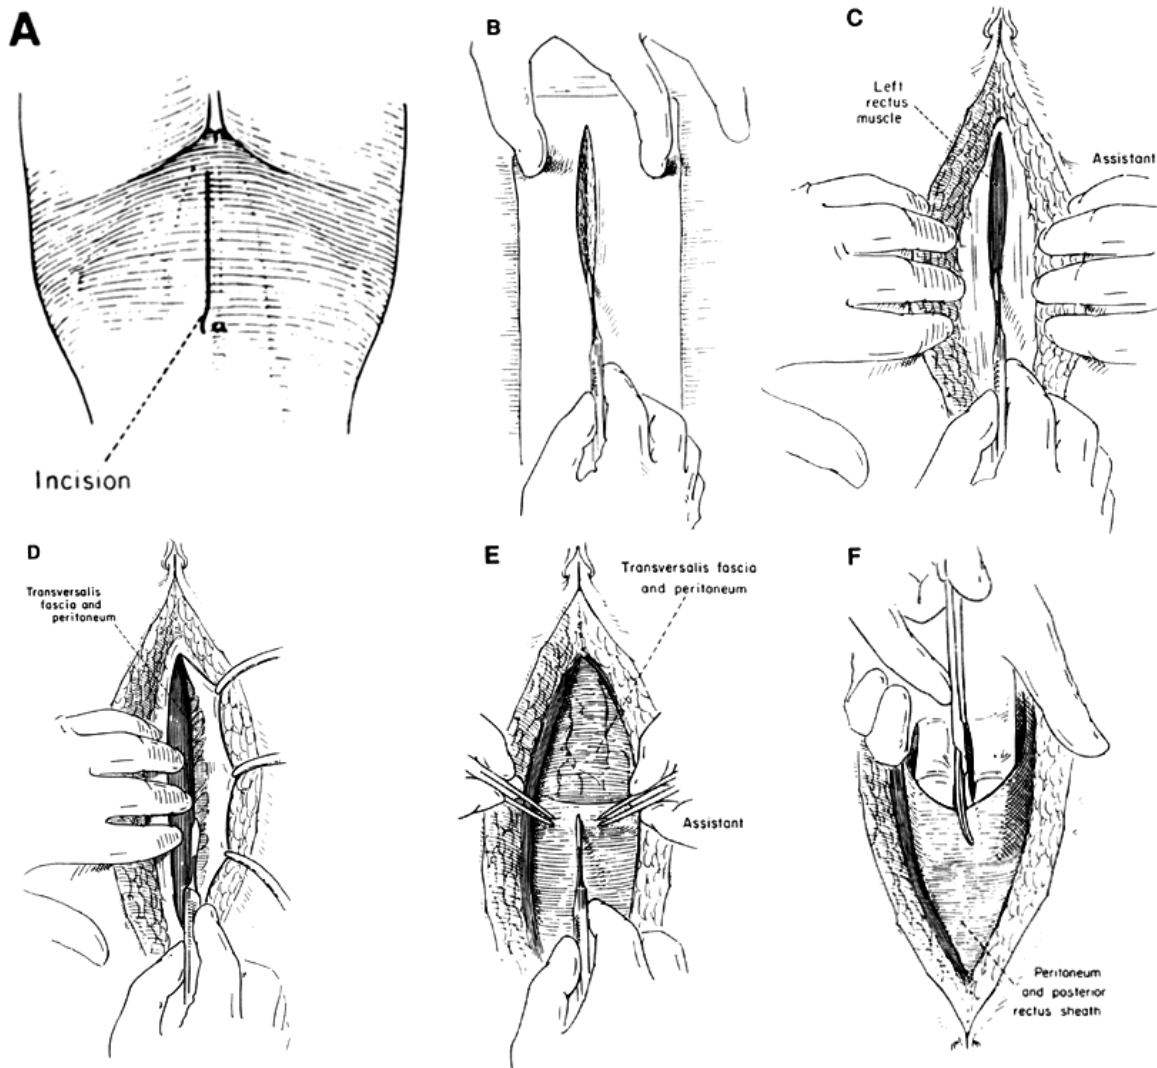 A
Incision
B
C
Left
rectus
muscle
Assistant
D
Transversalis
fascia and
peritoneum
E
Transversalis fascia
and peritoneum
Assistant
F
Peritoneum
and posterior
rectus sheath